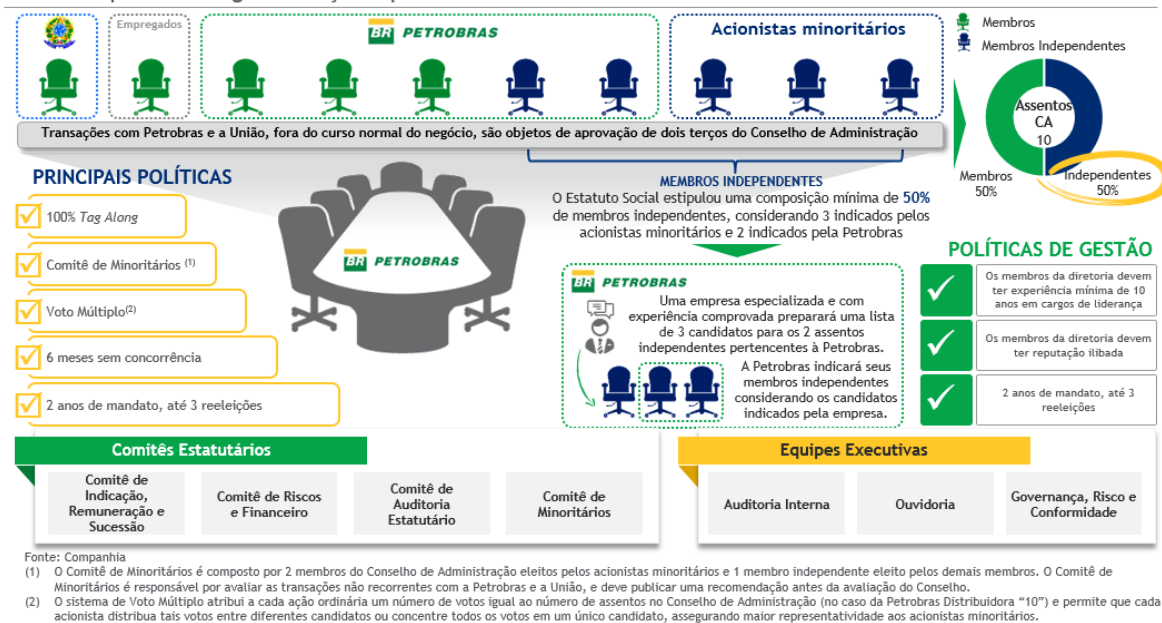 Empregados
BR PETROBRAS
Acionistas minoritários
Membros
Membros Independentes
Transações com Petrobras e a União, fora do curso normal do negócio, são objetos de aprovação de dois terços do Conselho de Administração
Assentos
CA
10
Membros
50%
Independentes
50%
PRINCIPAIS POLÍTICAS
100% Tag Along
Comitê de Minoritários (1)
Voto Múltiplo(2)
6 meses sem concorrência
2 anos de mandato, até 3 reeleições
BR PETROBRAS
MEMBROS INDEPENDENTES
O Estatuto Social estipulou uma composição mínima de 50%
de membros independentes, considerando 3 indicados pelos
acionistas minoritários e 2 indicados pela Petrobras
BR PETROBRAS
Uma empresa especializada e com
experiência comprovada preparará uma lista
de 3 candidatos para os 2 assentos
independentes pertencentes à Petrobras.
A Petrobras indicará seus
membros independentes
considerando os candidatos
indicados pela empresa.
POLÍTICAS DE GESTÃO
Os membros da diretoria devem
ter experiência mínima de 10
anos em cargos de liderança
Os membros da diretoria devem
ter reputação ilibada
2 anos de mandato, até 3
reeleições
Comitês Estatutários
Comitê de
Indicação,
Remuneração e
Sucessão
Comitê de Riscos
e Financeiro
Comitê de
Auditoria
Estatutário
Comitê de
Minoritários
Equipes Executivas
Auditoria Interna
Ouvidoria
Governança, Risco e
Conformidade
Fonte: Companhia
(1) O Comitê de Minoritários é composto por 2 membros do Conselho de Administração eleitos pelos acionistas minoritários e 1 membro independente eleito pelos demais membros. O Comitê de
Minoritários é responsável por avaliar as transações não recorrentes com a Petrobras e a União, e deve publicar uma recomendação antes da avaliação do Conselho.
(2) O sistema de Voto Múltiplo atribui a cada ação ordinária um número de votos igual ao número de assentos no Conselho de Administração (no caso da Petrobras Distribuidora “10”) e permite que cada
acionista distribua tais votos entre diferentes candidatos ou concentre todos os votos em um único candidato, assegurando maior representatividade aos acionistas minoritários.